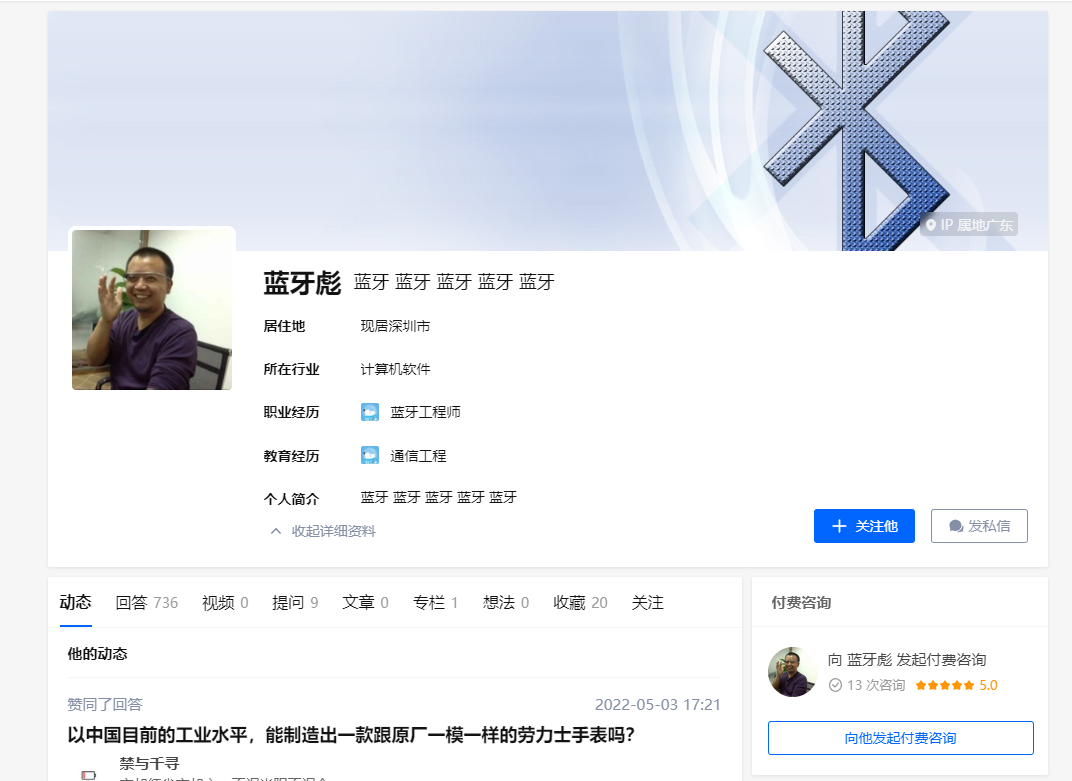 IP 属地广东
蓝牙彪 蓝牙 蓝牙 蓝牙 蓝牙 蓝牙
居住地 现居深圳市
所在行业 计算机软件
职业经历 蓝牙工程师
教育经历 通信工程
个人简介 蓝牙 蓝牙 蓝牙 蓝牙 蓝牙
收起详细资料
关注他 发私信
动态 回答 736 视频 0 提问 9 文章 0 专栏 1 想法 0 收藏 20 关注
他的动态
赞同了回答 2022-05-03 17:21
以中国目前的工业水平，能制造出一款跟原厂一模一样的劳力士手表吗？
禁与千寻
付费咨询
向 蓝牙彪 发起付费咨询
13 次咨询 5.0
向他发起付费咨询